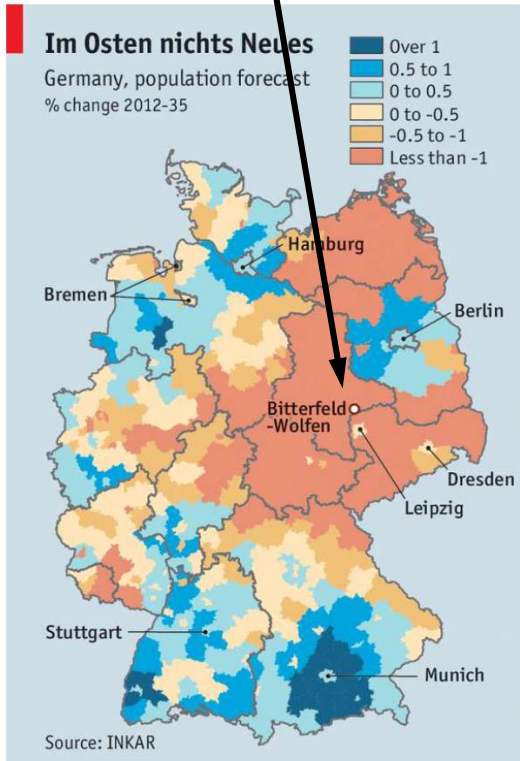 Im Osten nichts Neues
Germany, population forecast
% change 2012-35
Over 1
0.5 to 1
0 to 0.5
0 to -0.5
-0.5 to -1
Less than -1
Hamburg
Bremen
Berlin
Bitterfeld
-Wolfen
Dresden
Leipzig
Stuttgart
Munich
Source: INKAR